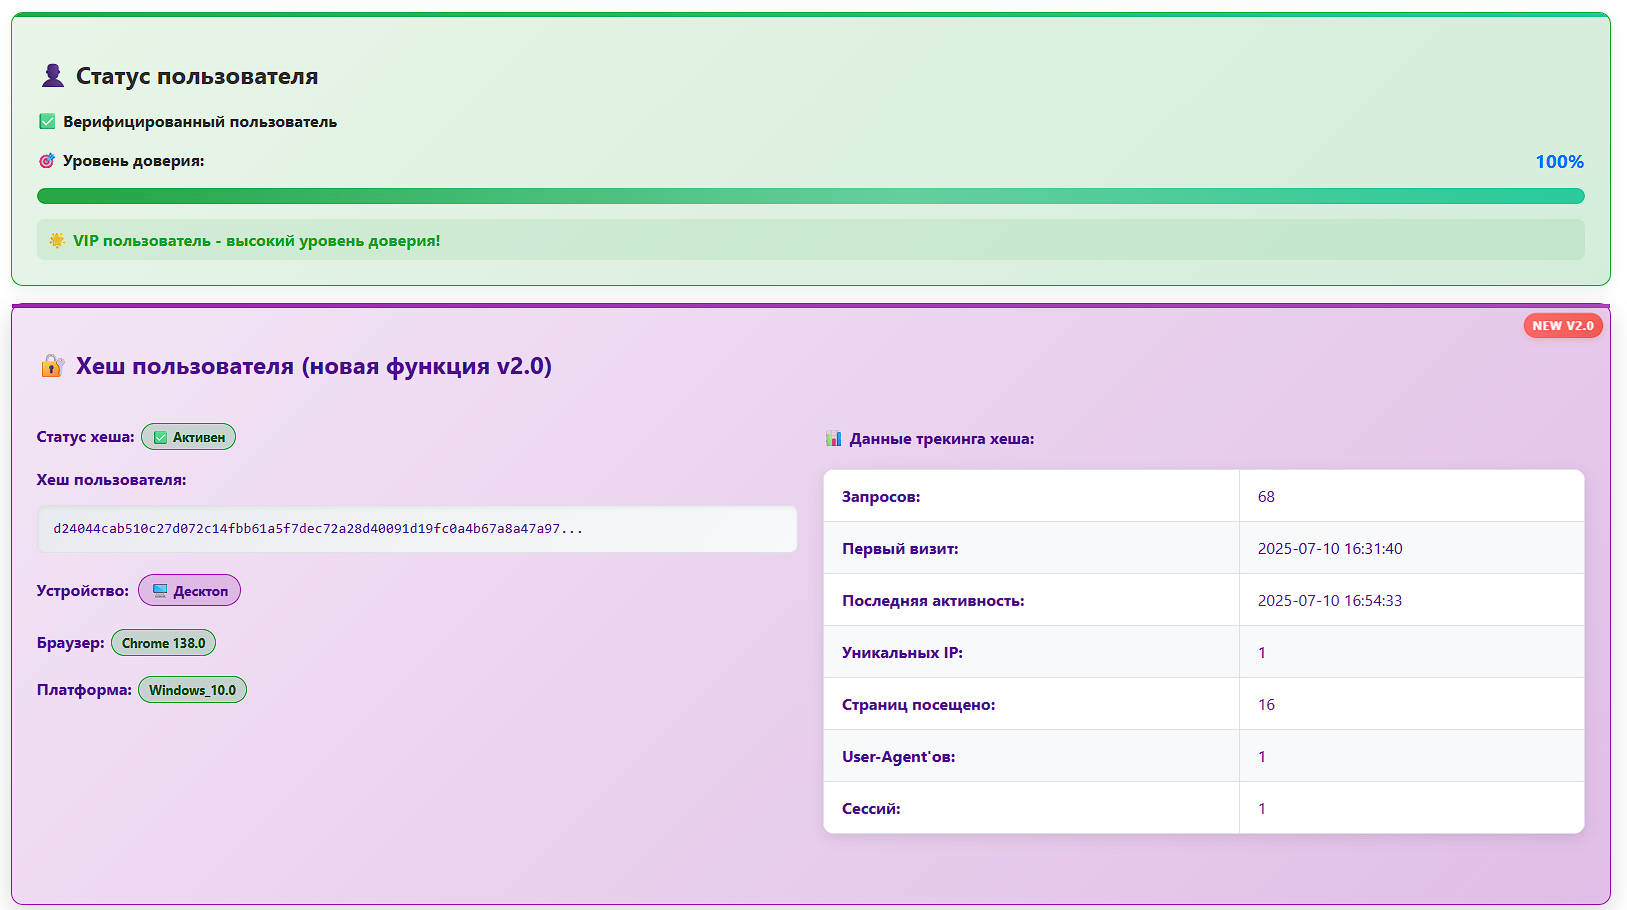 Статус пользователя
Верифицированный пользователь
Уровень доверия: 100%
VIP пользователь - высокий уровень доверия!
NEW V2.0
Хеш пользователя (новая функция v2.0)
Статус хеша: Активен
Хеш пользователя:
d24044cab510c27d072c14fbb61a5f7dec72a28d40091d19fc0a4b67a8a47a97...
Устройство: Десктоп
Браузер: Chrome 138.0
Платформа: Windows_10.0
Данные трекинга хеша:
Запросов: 68
Первый визит: 2025-07-10 16:31:40
Последняя активность: 2025-07-10 16:54:33
Уникальных IP: 1
Страниц посещено: 16
User-Agent'ов: 1
Сессий: 1